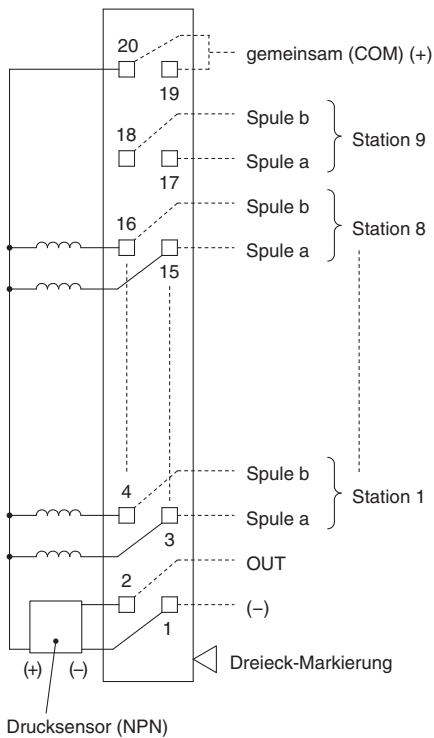 20
gemeinsam (COM) (+)
19
18
Spule b
Station 9
Spule a
17
16
Spule b
Station 8
Spule a
15
4
Spule b
Station 1
Spule a
3
2
OUT
1
(–)
Dreieck-Markierung
(+) (–)
Drucksensor (NPN)